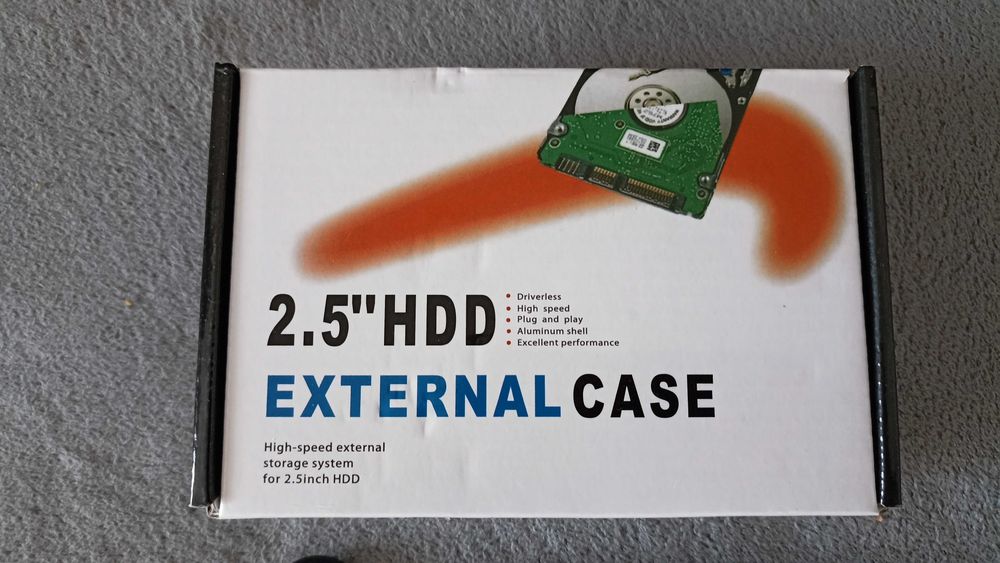 2.5"HDD
• Driverless
• High speed
• Plug and play
• Aluminum shell
• Excellent performance
EXTERNAL CASE
High-speed external
storage system
for 2.5inch HDD